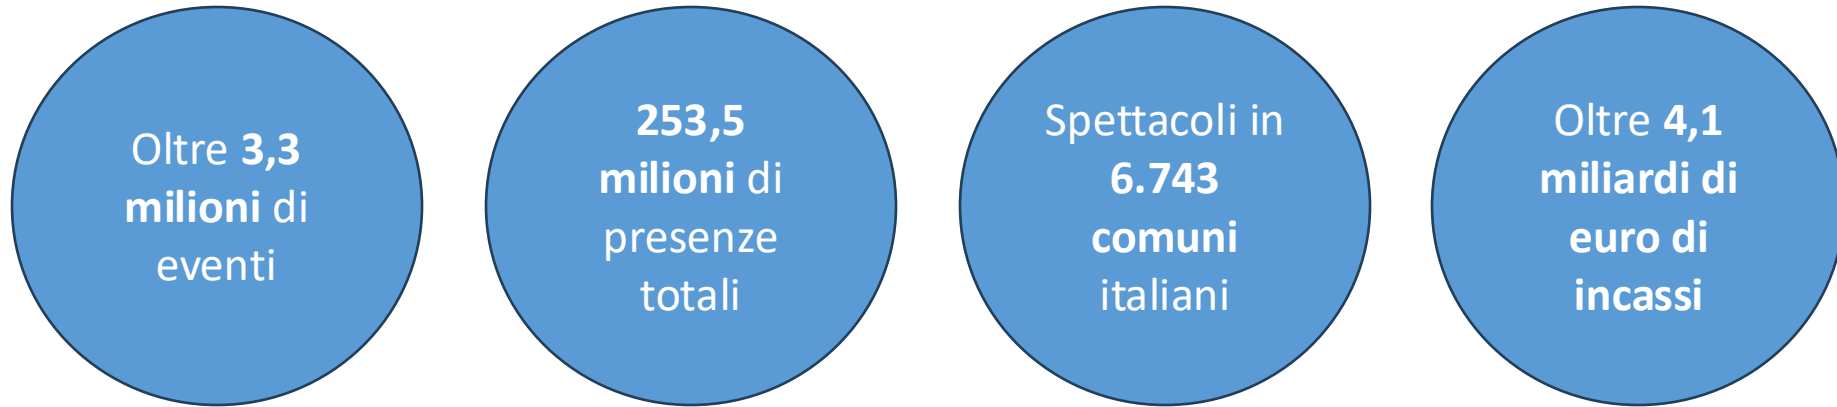 Oltre 3,3
milioni di
eventi
253,5
milioni di
presenze
totali
Spettacoli in
6.743
comuni
italiani
Oltre 4,1
miliardi di
euro di
incassi